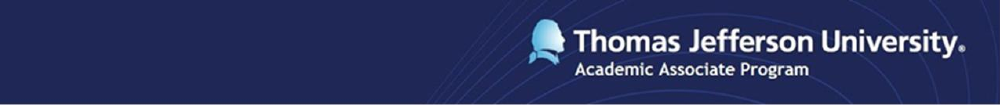 Thomas Jefferson University®
Academic Associate Program